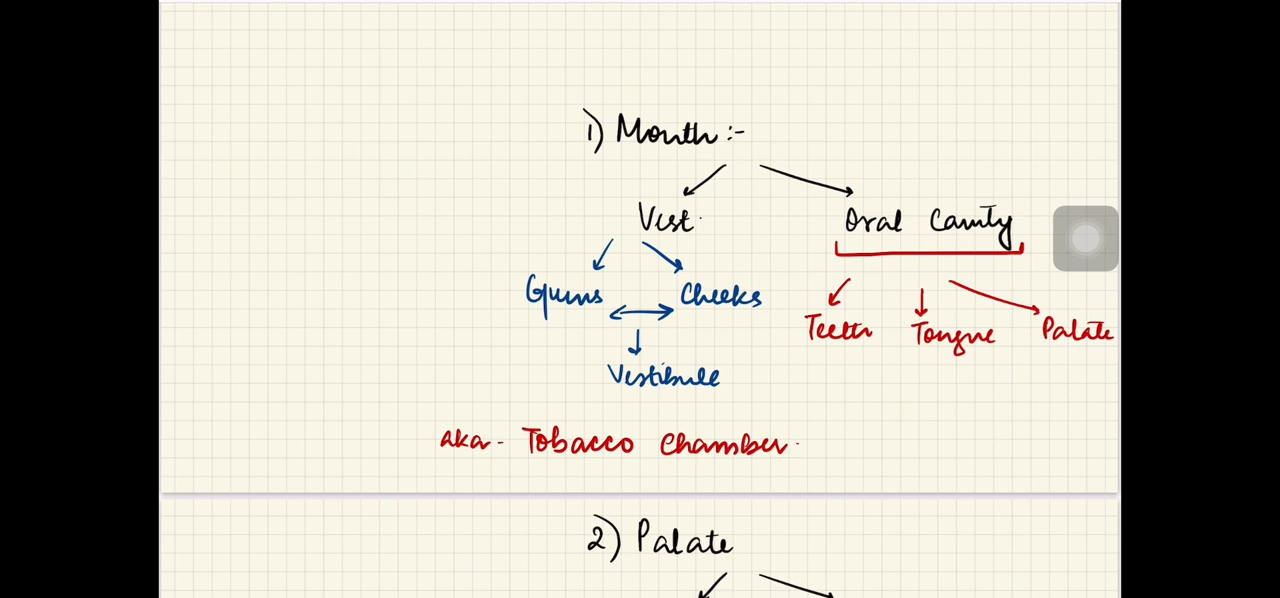 1) Mouth :-
Vest. Oral Cavity
Gums Cheeks
Teeth Tongue Palate
Vestibule
aka - Tobacco Chamber.
2) Palate